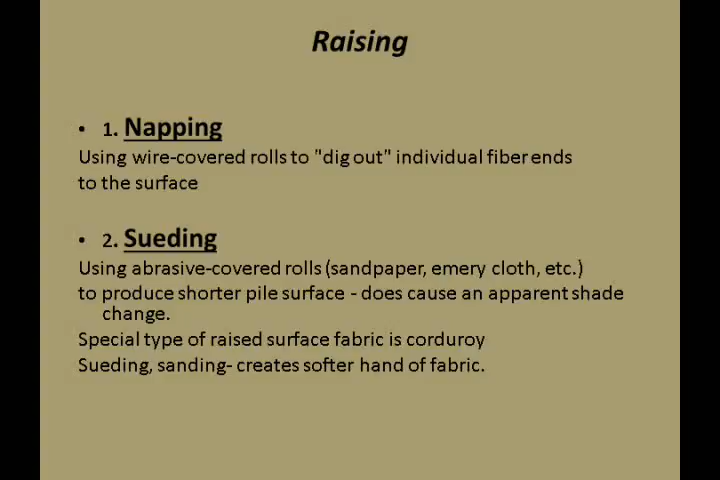 Raising
• 1. Napping
Using wire-covered rolls to "dig out" individual fiber ends
to the surface
• 2. Sueding
Using abrasive-covered rolls (sandpaper, emery cloth, etc.)
to produce shorter pile surface - does cause an apparent shade
change.
Special type of raised surface fabric is corduroy
Sueding, sanding- creates softer hand of fabric.